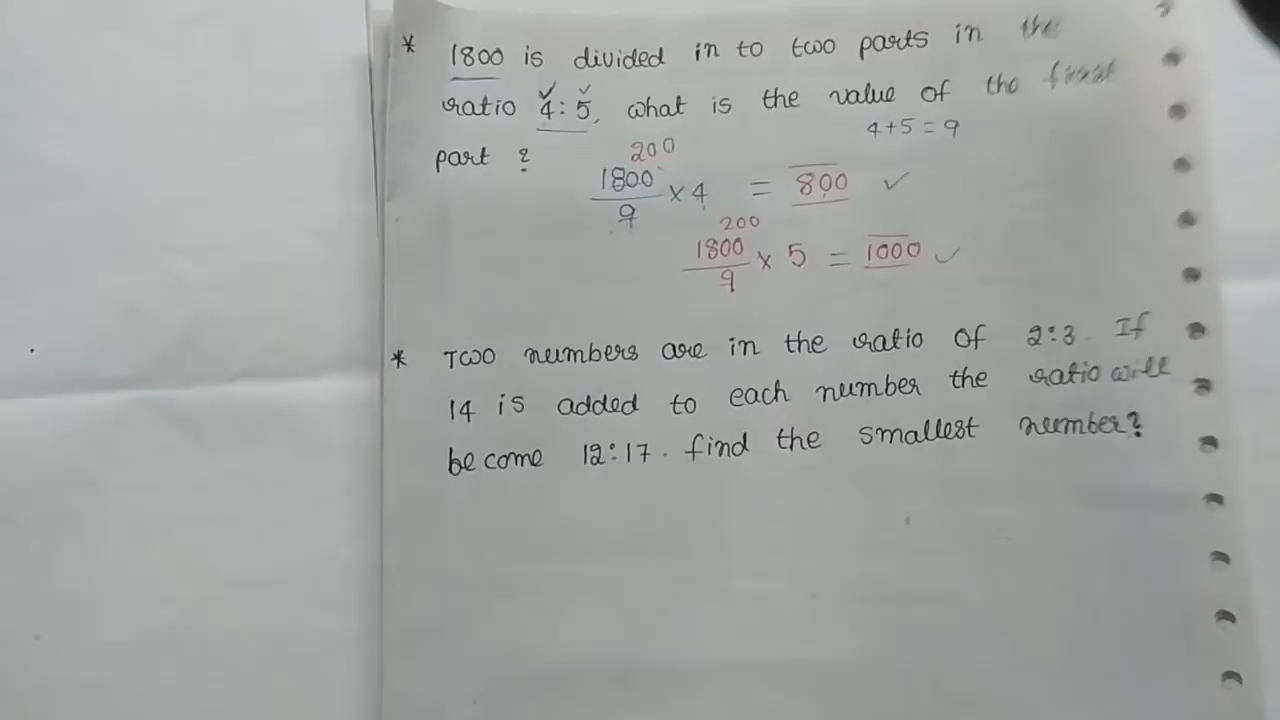 * 1800 is divided in to two parts in the
ratio 4:5, what is the value of the first
4+5=9
part ?
200
1800/9 × 4 = 800 ✓
200
1800/9 × 5 = 1000 ✓
* Two numbers are in the ratio of 2:3. If
14 is added to each number the ratio will
become 12:17. find the smallest number?